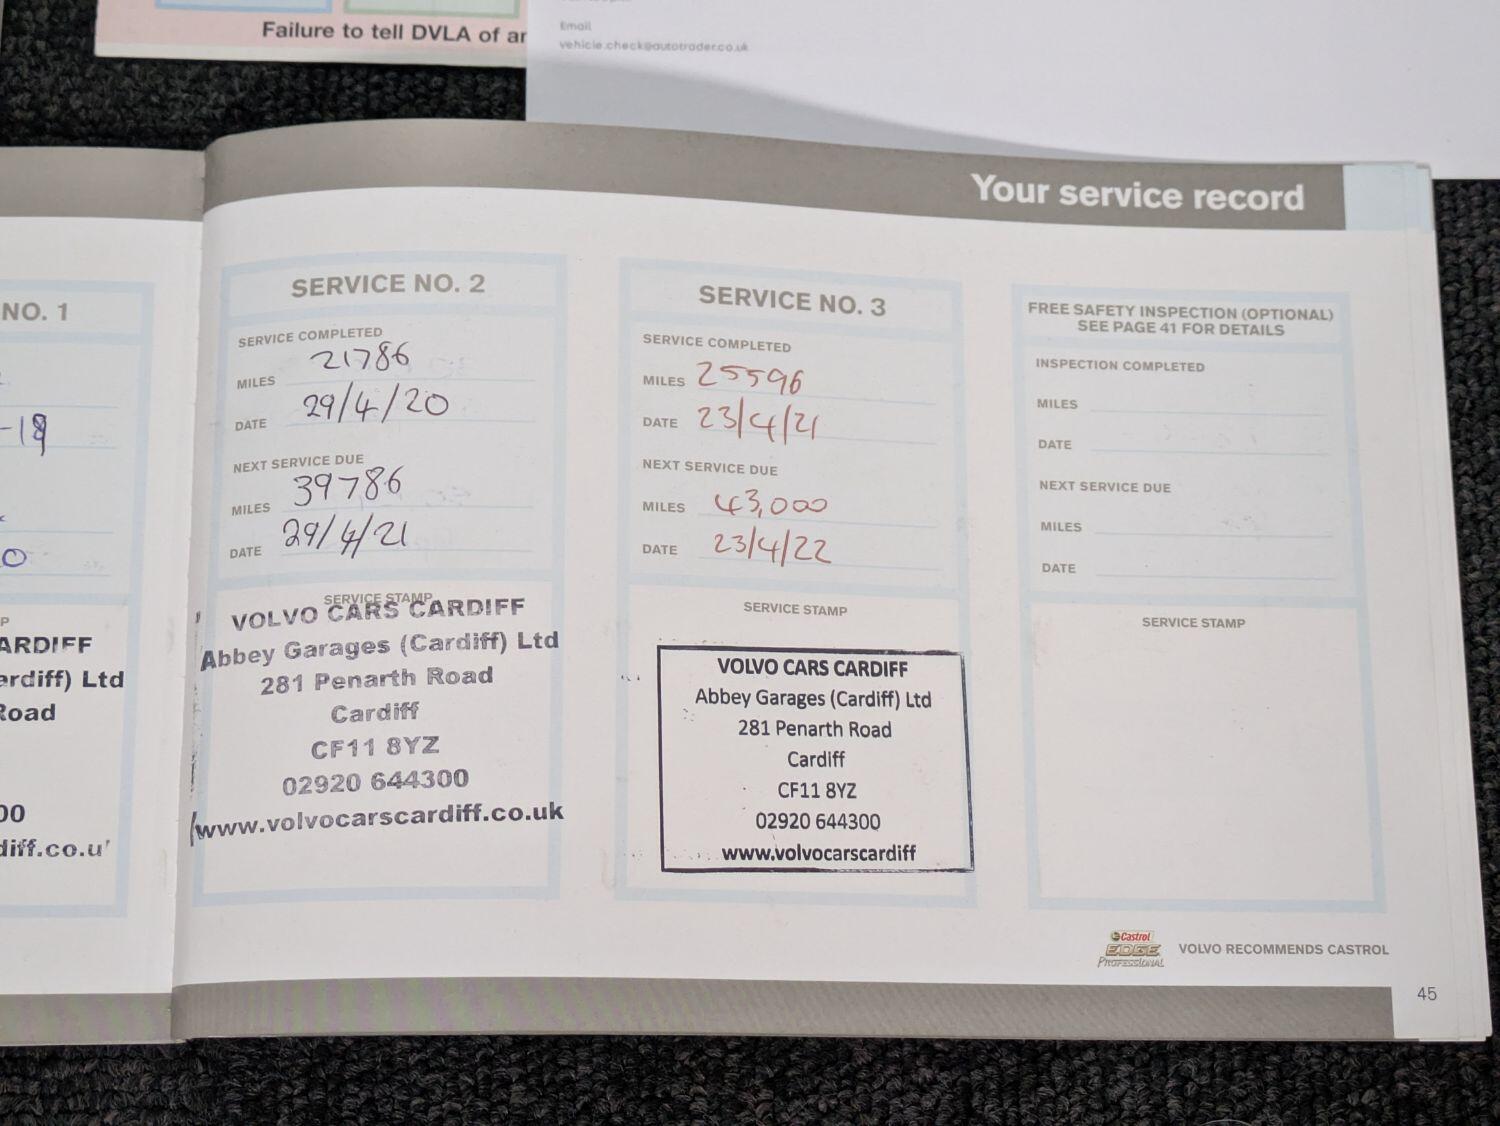 Failure to tell DVLA of an
Email
vehicle.check@autotrader.co.uk
Your service record
NO. 1
-19
0
ARDIFF
ardiff) Ltd
Road
00
diff.co.u
SERVICE NO. 2
SERVICE COMPLETED
MILES 21786
DATE 29/4/20
NEXT SERVICE DUE
MILES 39786
DATE 29/4/21
SERVICE STAMP
VOLVO CARS CARDIFF
Abbey Garages (Cardiff) Ltd
281 Penarth Road
Cardiff
CF11 8YZ
02920 644300
www.volvocarscardiff.co.uk
SERVICE NO. 3
SERVICE COMPLETED
MILES 25596
DATE 23/4/21
NEXT SERVICE DUE
MILES 43,000
DATE 23/4/22
SERVICE STAMP
VOLVO CARS CARDIFF
Abbey Garages (Cardiff) Ltd
281 Penarth Road
Cardiff
CF11 8YZ
02920 644300
www.volvocarscardiff
FREE SAFETY INSPECTION (OPTIONAL)
SEE PAGE 41 FOR DETAILS
INSPECTION COMPLETED
MILES
DATE
NEXT SERVICE DUE
MILES
DATE
SERVICE STAMP
Castrol
EDGE
PROFESSIONAL
VOLVO RECOMMENDS CASTROL
45